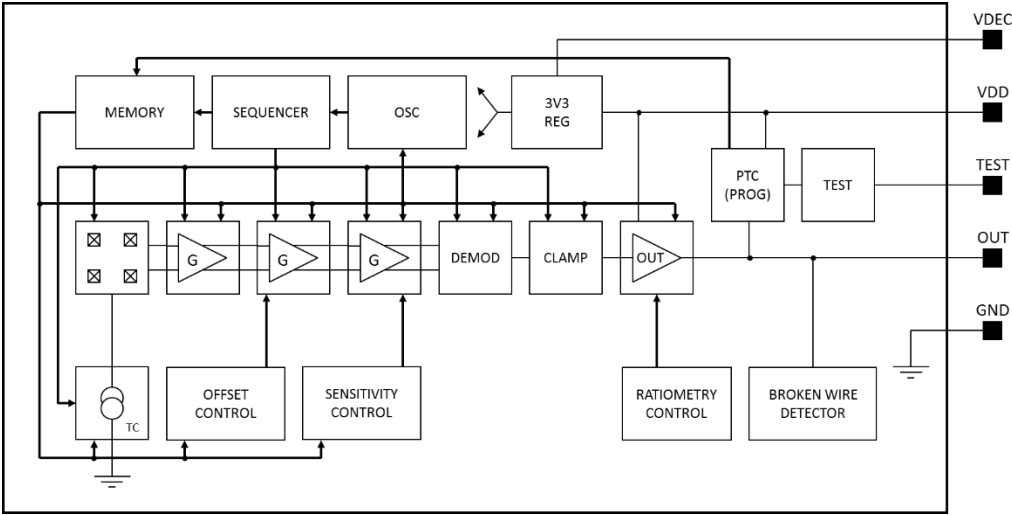 VDEC
VDD
TEST
OUT
GND
MEMORY
SEQUENCER
OSC
3V3
REG
PTC
(PROG)
TEST
G
G
G
DEMOD
CLAMP
OUT
TC
OFFSET
CONTROL
SENSITIVITY
CONTROL
RATIOMETRY
CONTROL
BROKEN WIRE
DETECTOR